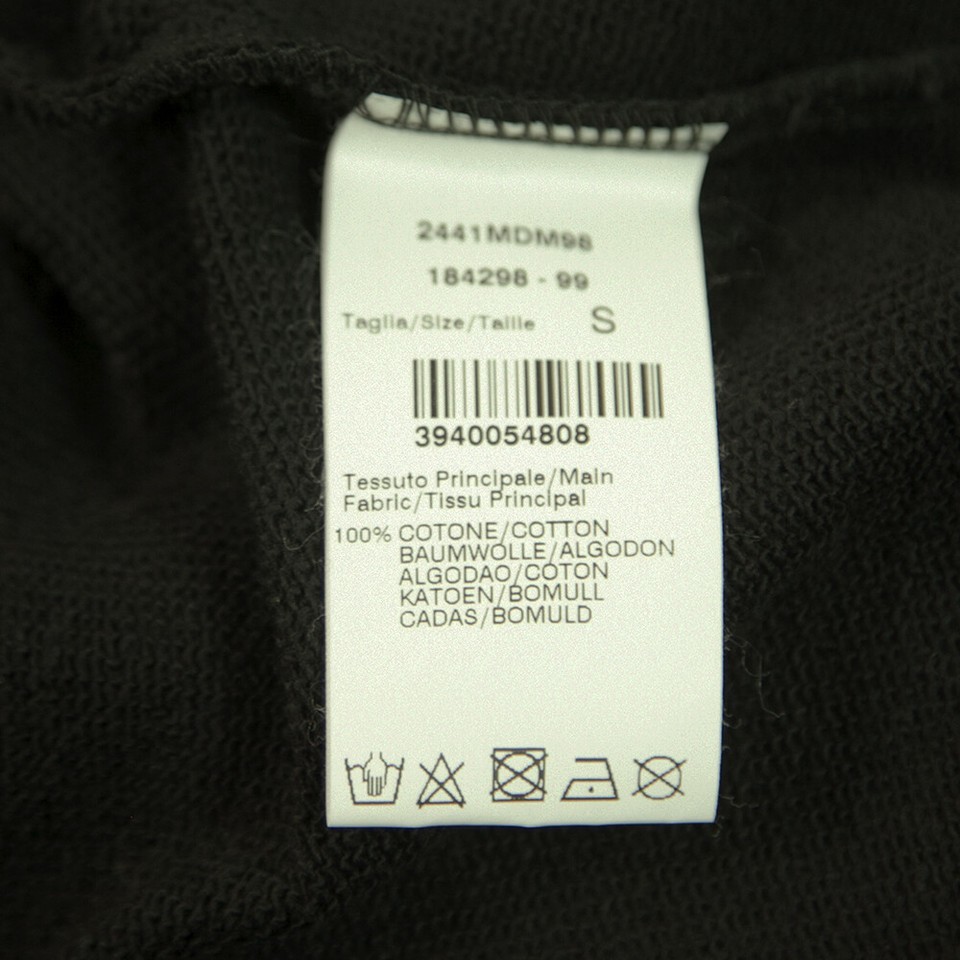 2441MDM98
184298 - 99
Taglia/Size/Taille S
3940054808
Tessuto Principale/Main
Fabric/Tissu Principal
100% COTONE/COTTON
BAUMWOLLE/ALGODON
ALGODAO/COTON
KATOEN/BOMULL
CADAS/BOMULD